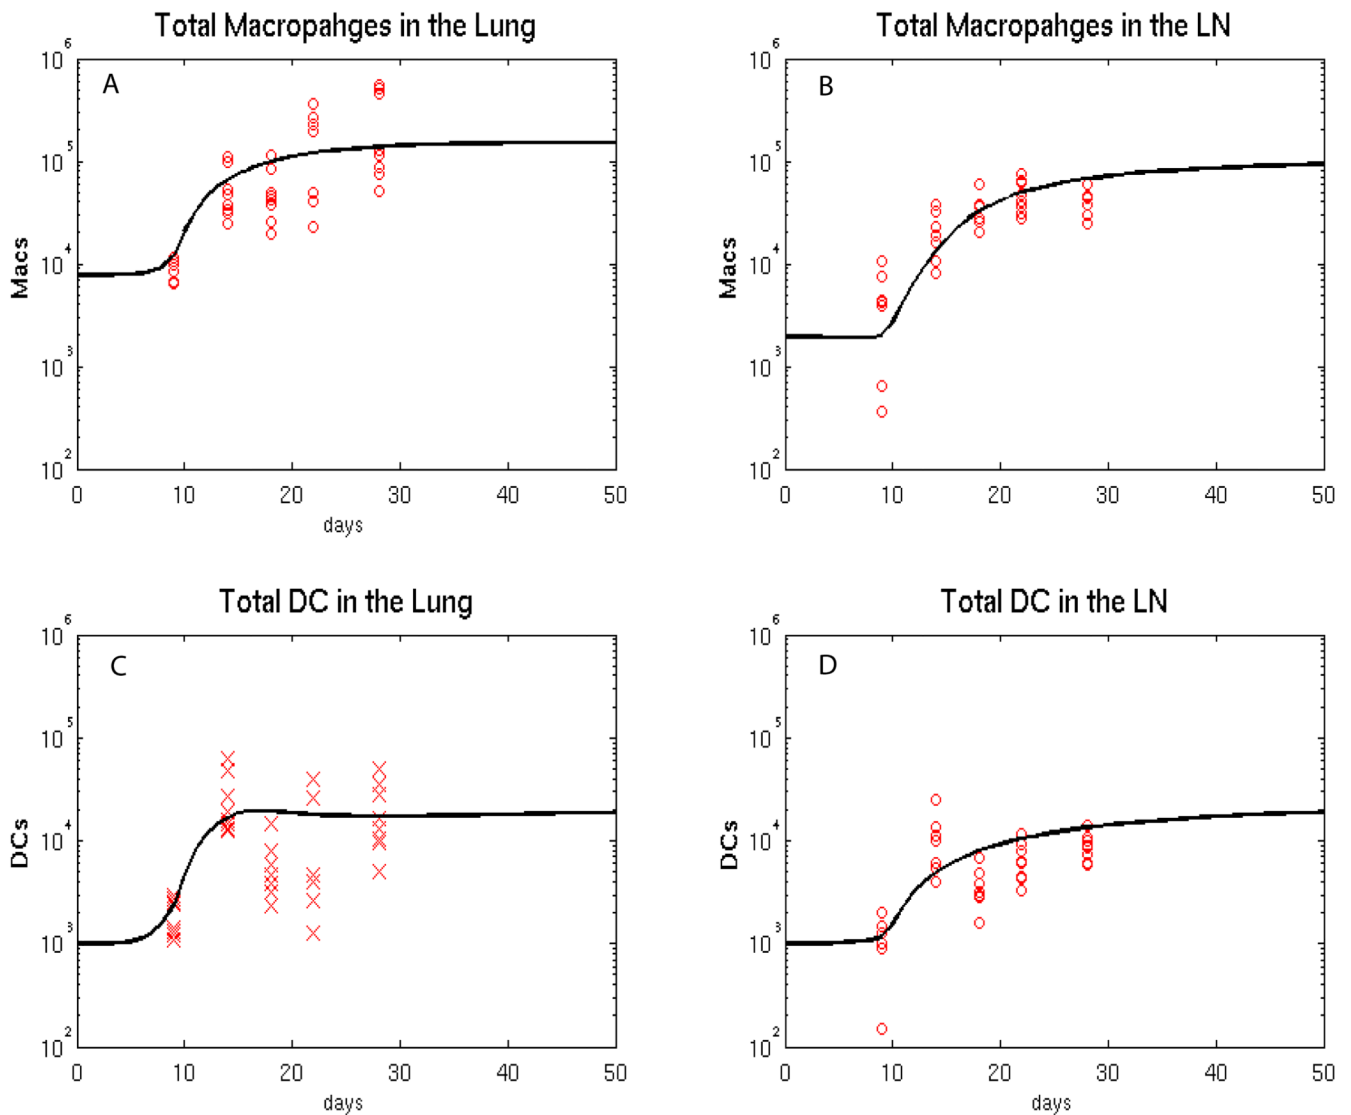 Total Macropahges in the Lung
A
10^6
10^5
10^4
10^3
10^2
Macs
0 10 20 30 40 50
days
Total Macropahges in the LN
B
10^6
10^5
10^4
10^3
10^2
Macs
0 10 20 30 40 50
days
Total DC in the Lung
C
10^6
10^5
10^4
10^3
10^2
DCs
0 10 20 30 40 50
days
Total DC in the LN
D
10^6
10^5
10^4
10^3
10^2
DCs
0 10 20 30 40 50
days